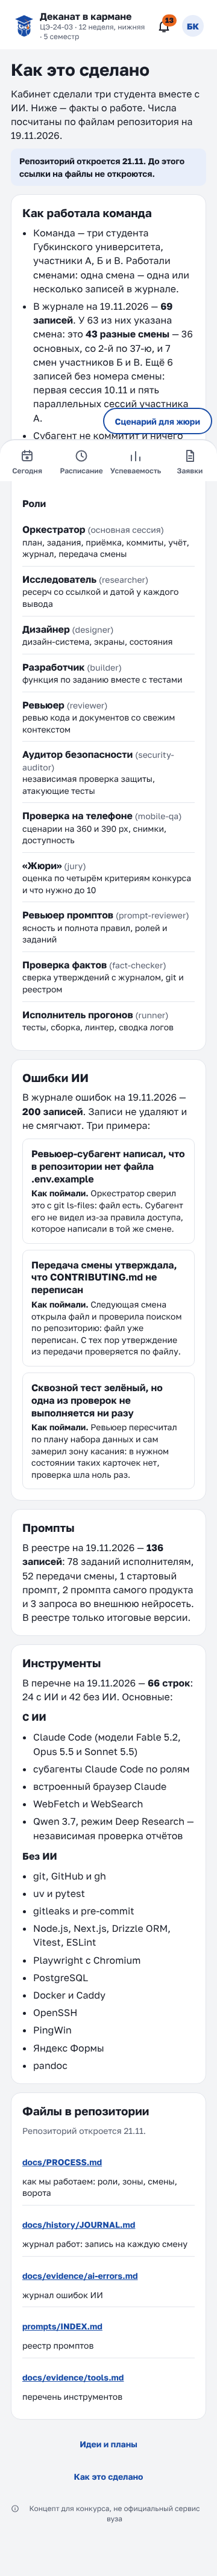 Деканат в кармане
ЦЭ-24-03 · 12 неделя, нижняя
· 5 семестр
13
БК
Как это сделано
Кабинет сделали три студента вместе с
ИИ. Ниже — факты о работе. Числа
посчитаны по файлам репозитория на
19.11.2026.
Репозиторий откроется 21.11. До этого
ссылки на файлы не откроются.
Как работала команда
• Команда — три студента
Губкинского университета,
участники А, Б и В. Работали
сменами: одна смена — одна или
несколько записей в журнале.
• В журнале на 19.11.2026 — 69
записей. У 63 из них указана
смена: это 43 разные смены — 36
основных, со 2-й по 37-ю, и 7
смен участников Б и В. Ещё 6
записей без номера смены:
первая сессия 10.11 и пять
параллельных сессий участника
А.
• Субагент не коммитит и ничего
Сценарий для жюри
Сегодня
Расписание
Успеваемость
Заявки
Роли
Оркестратор (основная сессия)
план, задания, приёмка, коммиты, учёт,
журнал, передача смены
Исследователь (researcher)
ресерч со ссылкой и датой у каждого
вывода
Дизайнер (designer)
дизайн-система, экраны, состояния
Разработчик (builder)
функция по заданию вместе с тестами
Ревьюер (reviewer)
ревью кода и документов со свежим
контекстом
Аудитор безопасности (security-
auditor)
независимая проверка защиты,
атакующие тесты
Проверка на телефоне (mobile-qa)
сценарии на 360 и 390 px, снимки,
доступность
«Жюри» (jury)
оценка по четырём критериям конкурса
и что нужно до 10
Ревьюер промптов (prompt-reviewer)
ясность и полнота правил, ролей и
заданий
Проверка фактов (fact-checker)
сверка утверждений с журналом, git и
реестром
Исполнитель прогонов (runner)
тесты, сборка, линтер, сводка логов
Ошибки ИИ
В журнале ошибок на 19.11.2026 —
200 записей. Записи не удаляют и
не смягчают. Три примера:
Ревьюер-субагент написал, что
в репозитории нет файла
.env.example
Как поймали. Оркестратор сверил
это с git ls-files: файл есть. Субагент
его не видел из-за правила доступа,
которое написали в той же смене.
Передача смены утверждала,
что CONTRIBUTING.md не
переписан
Как поймали. Следующая смена
открыла файл и проверила поиском
по репозиторию: файл уже
переписан. С тех пор утверждение
из передачи проверяется по файлу.
Сквозной тест зелёный, но
одна из проверок не
выполняется ни разу
Как поймали. Ревьюер пересчитал
по плану набора данных и сам
замерил зону касания: в нужном
состоянии таких карточек нет,
проверка шла ноль раз.
Промпты
В реестре на 19.11.2026 — 136
записей: 78 заданий исполнителям,
52 передачи смены, 1 стартовый
промпт, 2 промпта самого продукта
и 3 запроса во внешнюю нейросеть.
В реестре только итоговые версии.
Инструменты
В перечне на 19.11.2026 — 66 строк:
24 с ИИ и 42 без ИИ. Основные:
С ИИ
• Claude Code (модели Fable 5.2,
Opus 5.5 и Sonnet 5.5)
• субагенты Claude Code по ролям
• встроенный браузер Claude
• WebFetch и WebSearch
• Qwen 3.7, режим Deep Research —
независимая проверка отчётов
Без ИИ
• git, GitHub и gh
• uv и pytest
• gitleaks и pre-commit
• Node.js, Next.js, Drizzle ORM,
Vitest, ESLint
• Playwright с Chromium
• PostgreSQL
• Docker и Caddy
• OpenSSH
• PingWin
• Яндекс Формы
• pandoc
Файлы в репозитории
Репозиторий откроется 21.11.
docs/PROCESS.md
как мы работаем: роли, зоны, смены,
ворота
docs/history/JOURNAL.md
журнал работ: запись на каждую смену
docs/evidence/ai-errors.md
журнал ошибок ИИ
prompts/INDEX.md
реестр промптов
docs/evidence/tools.md
перечень инструментов
Идеи и планы
Как это сделано
Концепт для конкурса, не официальный сервис
вуза